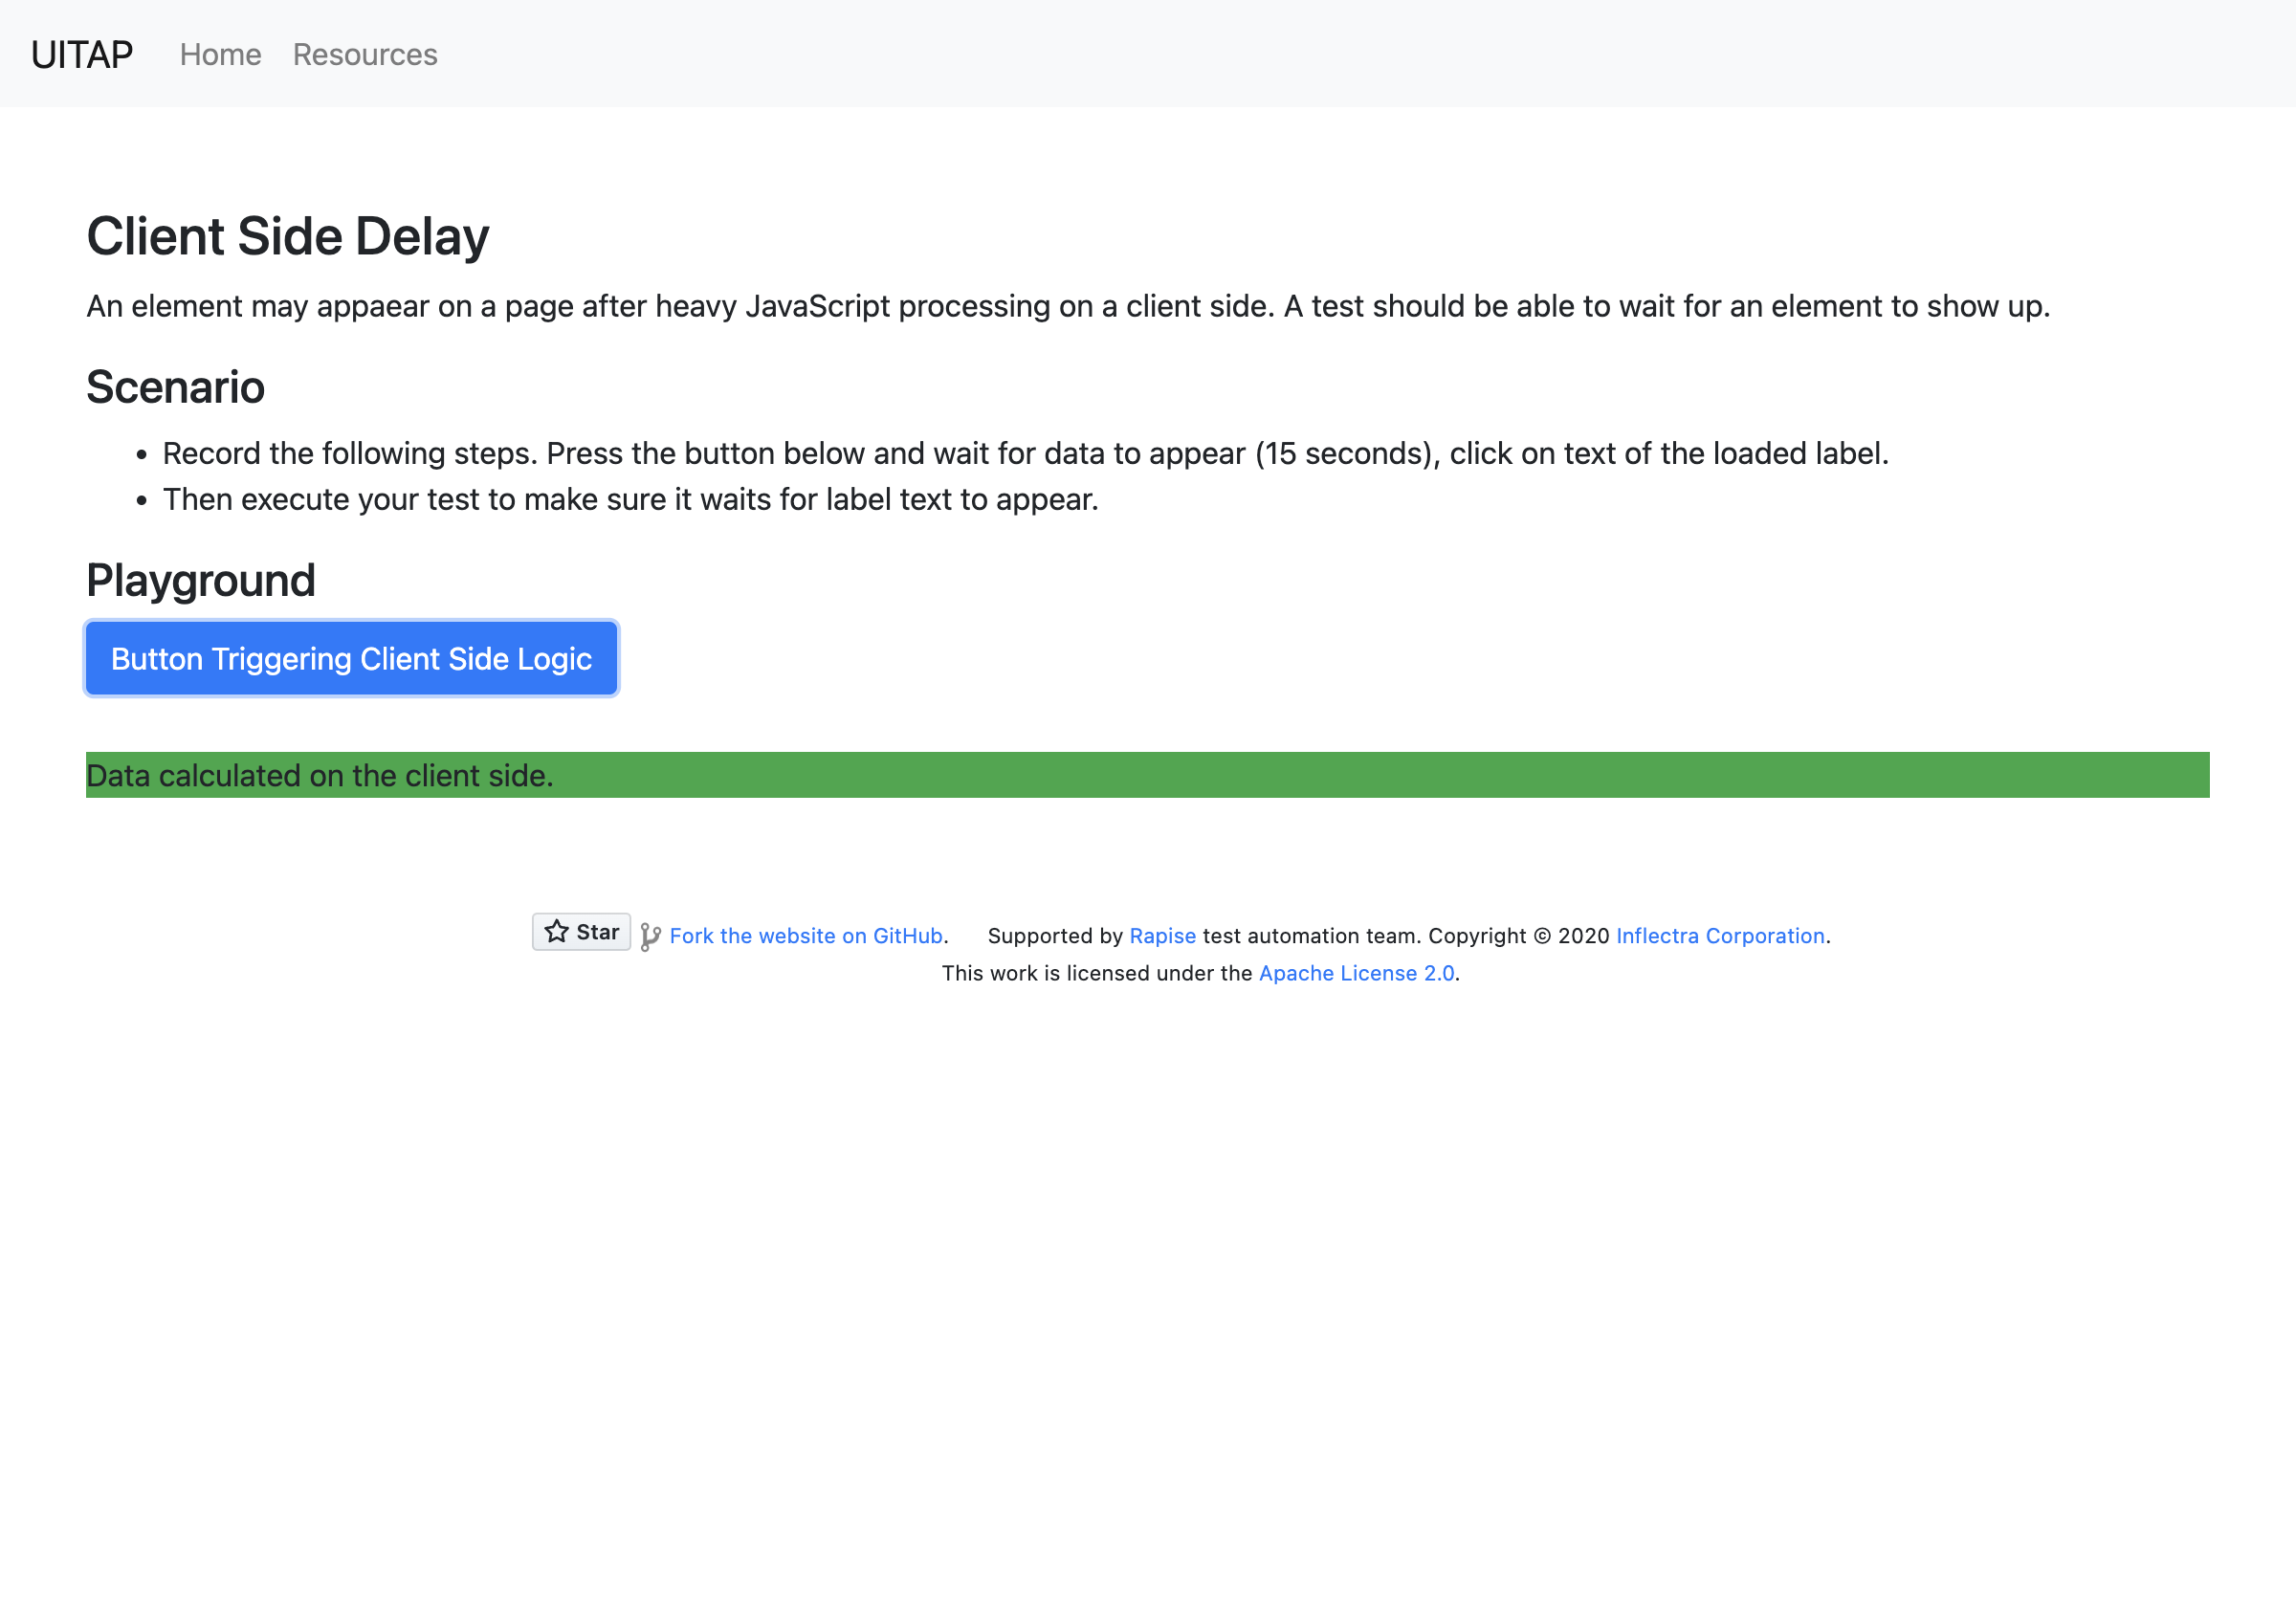 UITAP Home Resources
Client Side Delay
An element may appaear on a page after heavy JavaScript processing on a client side. A test should be able to wait for an element to show up.
Scenario
• Record the following steps. Press the button below and wait for data to appear (15 seconds), click on text of the loaded label.
• Then execute your test to make sure it waits for label text to appear.
Playground
Button Triggering Client Side Logic
Data calculated on the client side.
Star Fork the website on GitHub. Supported by Rapise test automation team. Copyright © 2020 Inflectra Corporation.
This work is licensed under the Apache License 2.0.